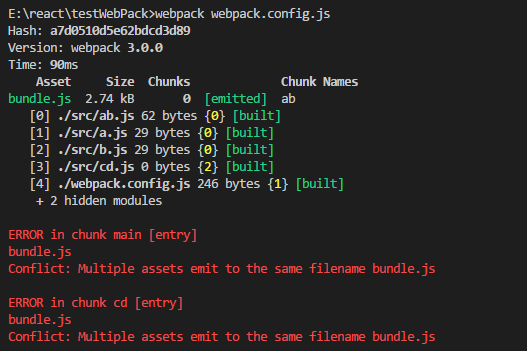 E:\react\testWebPack>webpack webpack.config.js
Hash: a7d0510d5e62bdcd3d89
Version: webpack 3.0.0
Time: 90ms
    Asset     Size  Chunks             Chunk Names
bundle.js  2.74 kB       0  [emitted]  ab
   [0] ./src/ab.js 62 bytes {0} [built]
   [1] ./src/a.js 29 bytes {0} [built]
   [2] ./src/b.js 29 bytes {0} [built]
   [3] ./src/cd.js 0 bytes {2} [built]
   [4] ./webpack.config.js 246 bytes {1} [built]
    + 2 hidden modules
ERROR in chunk main [entry]
bundle.js
Conflict: Multiple assets emit to the same filename bundle.js
ERROR in chunk cd [entry]
bundle.js
Conflict: Multiple assets emit to the same filename bundle.js